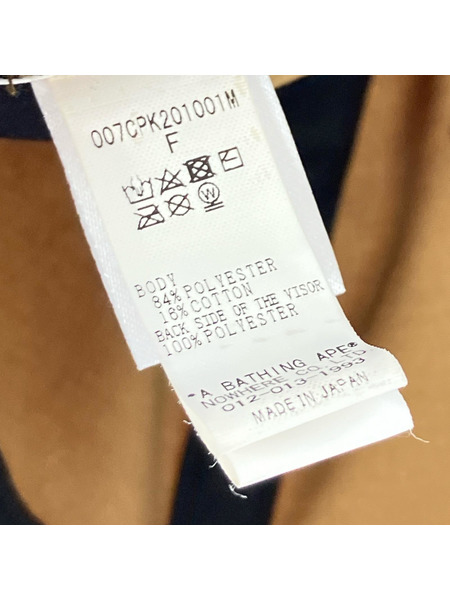 007CPK201001M
F
W
BODY
84% POLYESTER
16% COTTON
BACK SIDE OF THE VISOR
100% POLYESTER
A BATHING APE®
NOWHERE CO.,LTD
012-013-1993
MADE IN JAPAN